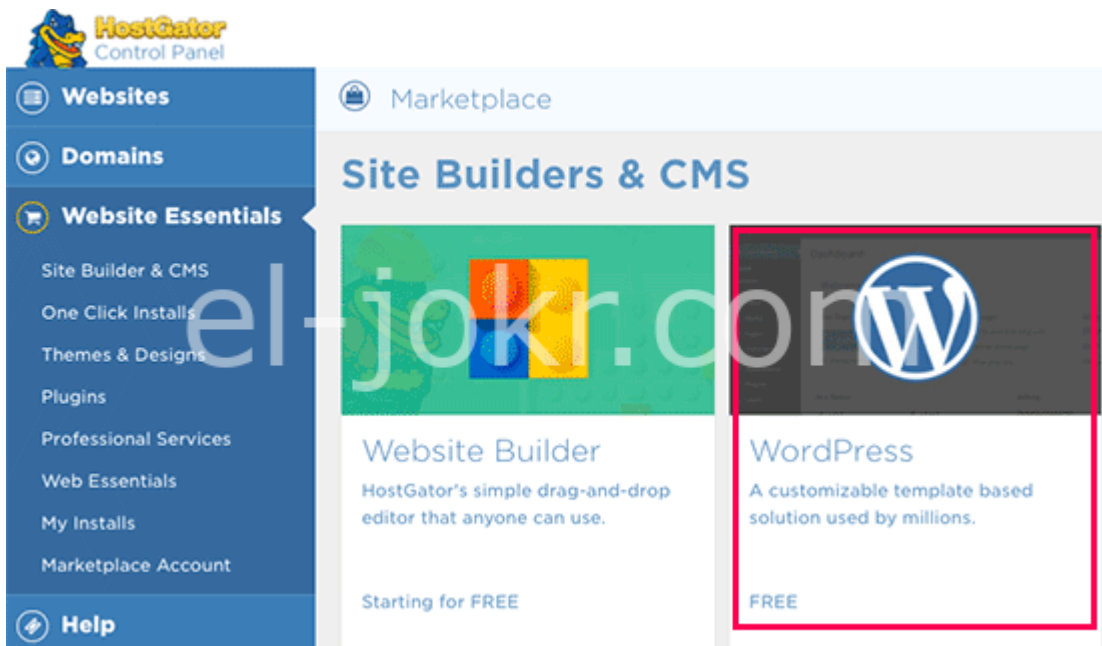 HostGator
Control Panel
Websites
Domains
Website Essentials
Site Builder & CMS
One Click Installs
Themes & Designs
Plugins
Professional Services
Web Essentials
My Installs
Marketplace Account
Help
Marketplace
Site Builders & CMS
Website Builder
HostGator's simple drag-and-drop
editor that anyone can use.
Starting for FREE
Dashboard
WordPress
A customizable template based
solution used by millions.
FREE
el-jokr.com